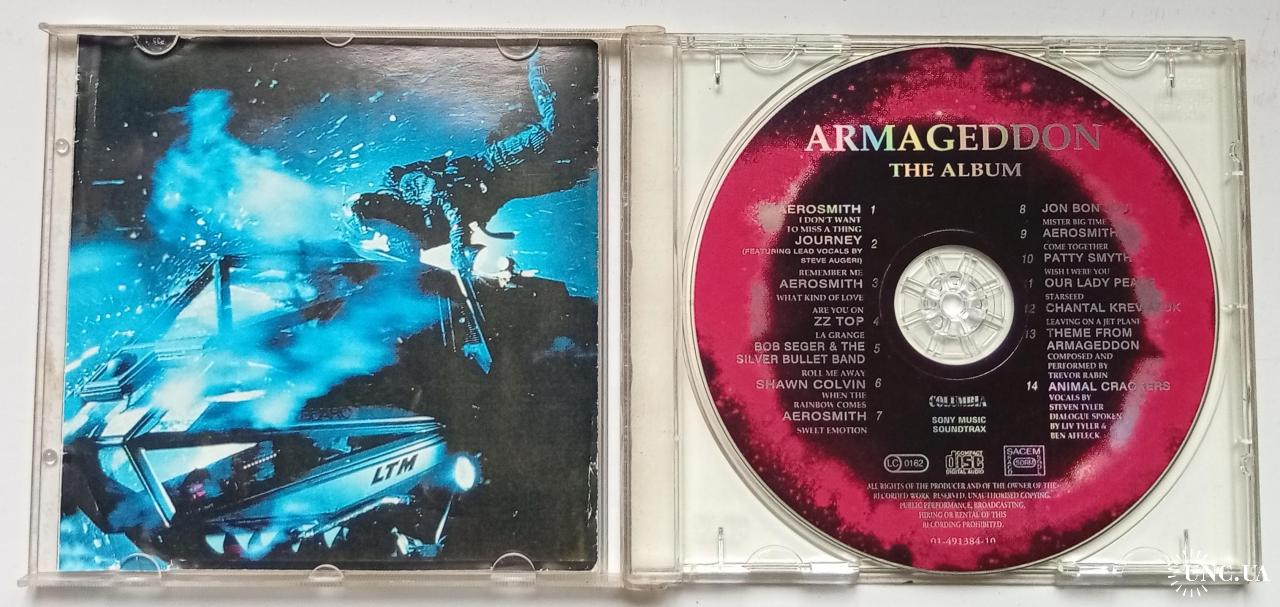 LTM
ARMAGEDDON
THE ALBUM
AEROSMITH 1
I DON'T WANT
TO MISS A THING
JOURNEY 2
(FEATURING LEAD VOCALS BY
STEVE AUGERI)
REMEMBER ME
AEROSMITH 3
WHAT KIND OF LOVE
ARE YOU ON
ZZ TOP 4
LA GRANGE
BOB SEGER & THE 5
SILVER BULLET BAND
ROLL ME AWAY
SHAWN COLVIN 6
WHEN THE
RAINBOW COMES
AEROSMITH 7
SWEET EMOTION
8 JON BON
MISTER BIG TIME
9 AEROSMITH
COME TOGETHER
10 PATTY SMYTH
WISH I WERE YOU
11 OUR LADY PEA
STARSEED
12 CHANTAL KREVIAZUK
LEAVING ON A JET PLANE
13 THEME FROM
ARMAGEDDON
COMPOSED AND
PERFORMED BY
TREVOR RABIN
14 ANIMAL CRACKERS
VOCALS BY
STEVEN TYLER
DIALOGUE SPOKEN
BY LIV TYLER &
BEN AFFLECK
COLUMBIA
SONY MUSIC
SOUNDTRAX
LC 0162
COMPACT
disc
DIGITAL AUDIO
SACEM
SDRM
ALL RIGHTS OF THE PRODUCER AND OF THE OWNER OF THE
RECORDED WORK RESERVED. UNAUTHORISED COPYING,
PUBLIC PERFORMANCE, BROADCASTING,
HIRING OR RENTAL OF THIS
RECORDING PROHIBITED.
01-491384-10
UNC.UA